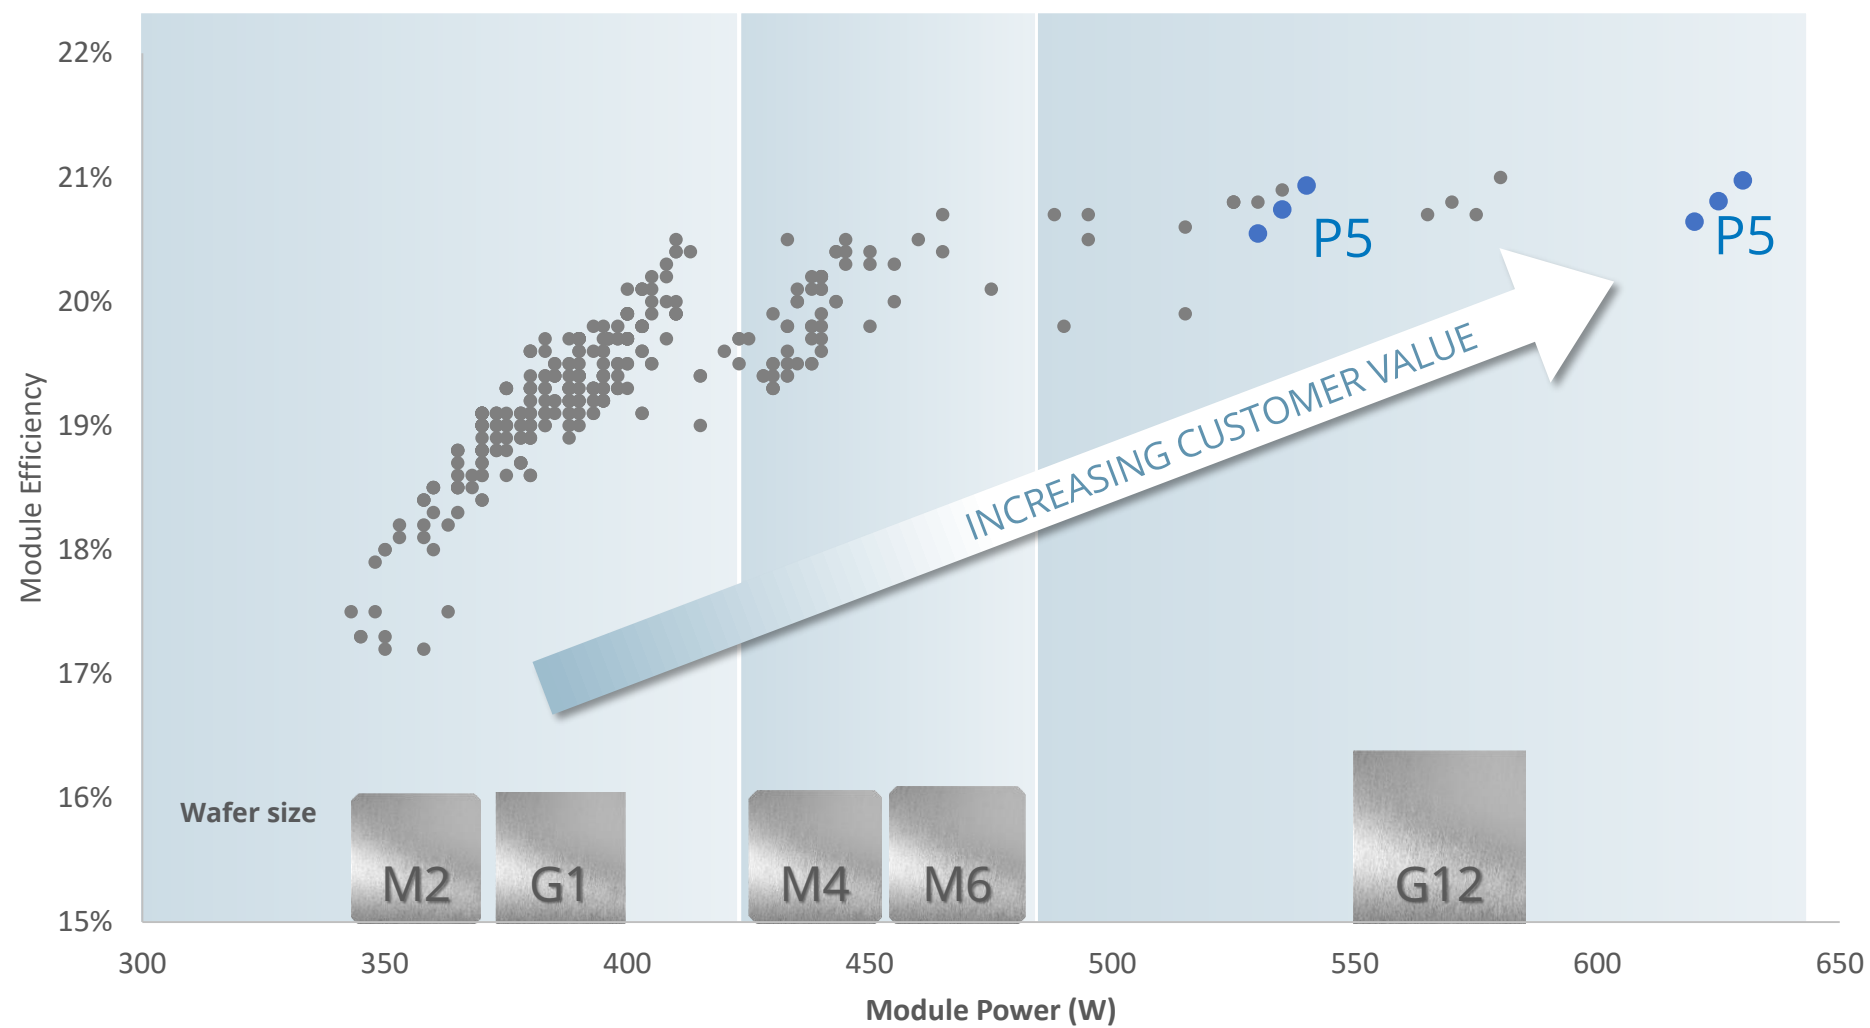 22%
21%
20%
19%
18%
17%
16%
15%
Module Efficiency
P5
P5
INCREASING CUSTOMER VALUE
Wafer size
M2
G1
M4
M6
G12
300
350
400
450
500
550
600
650
Module Power (W)